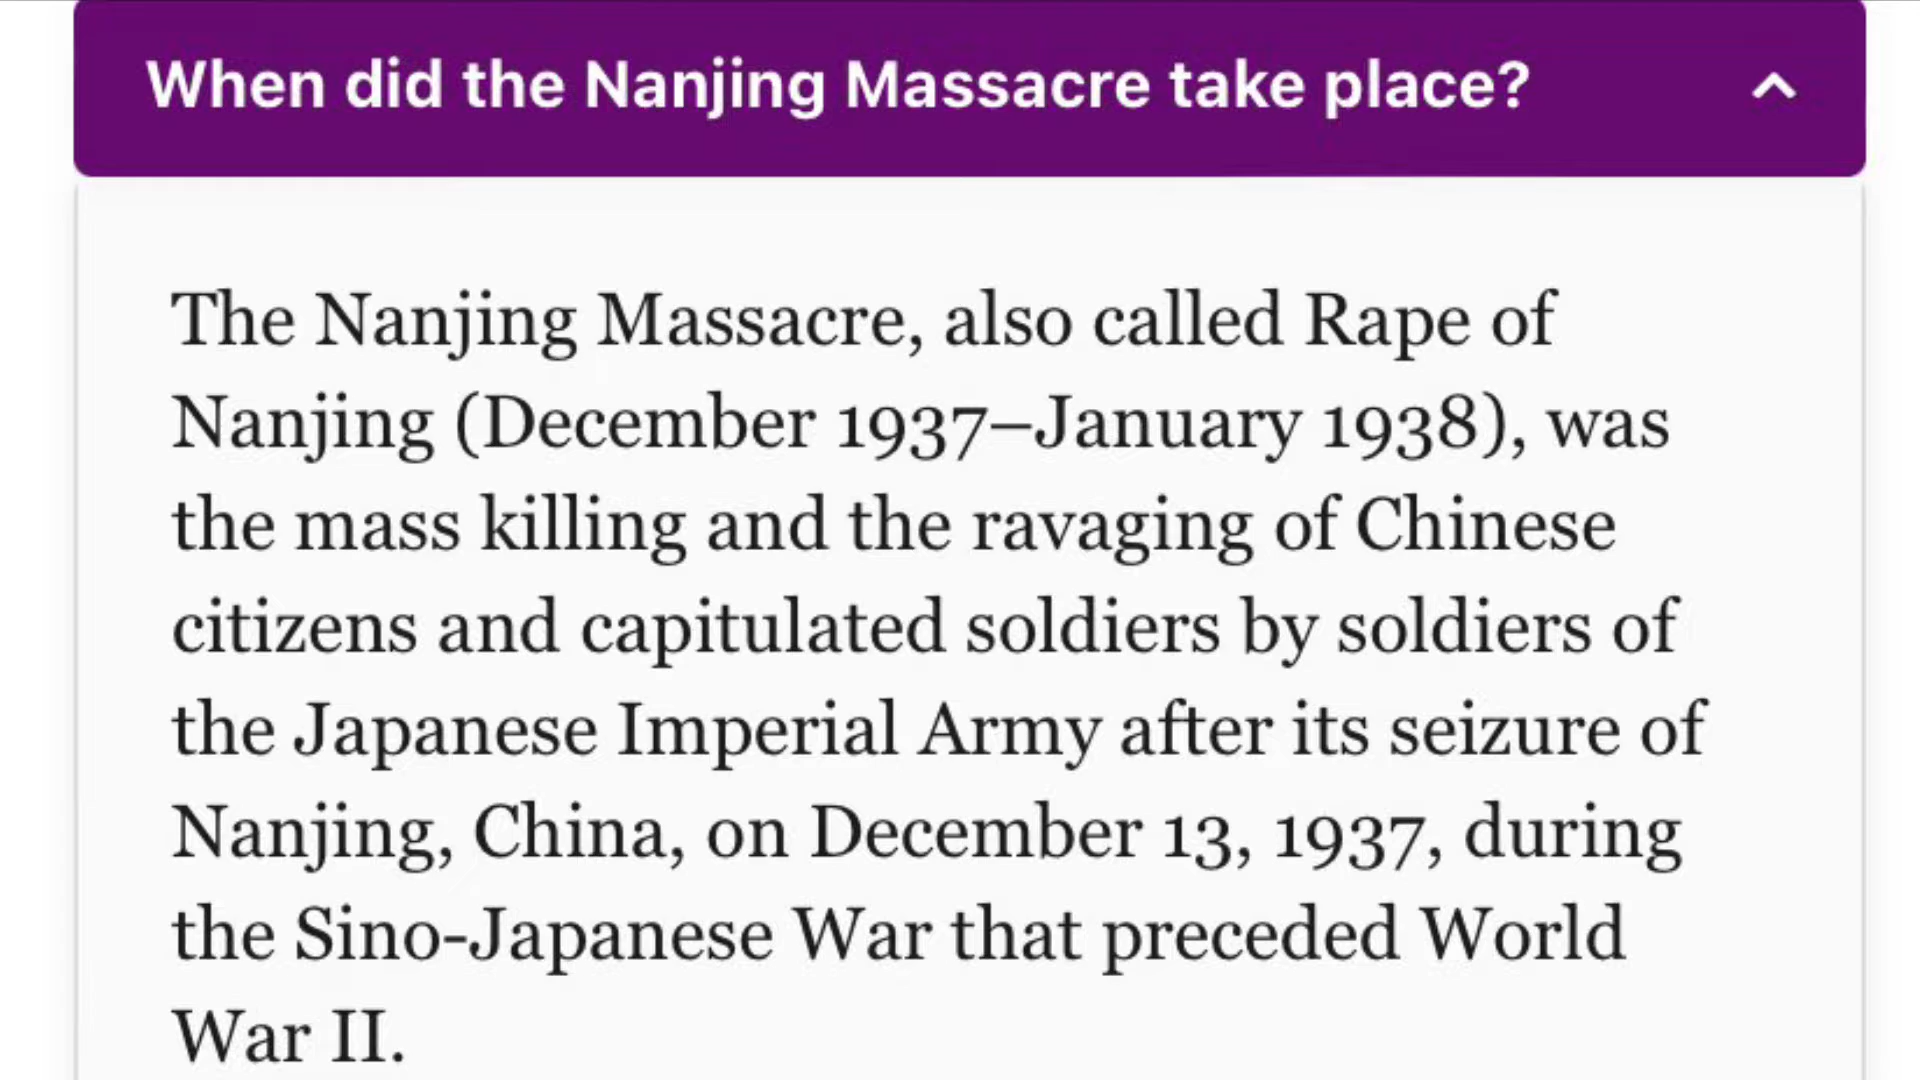 When did the Nanjing Massacre take place?
The Nanjing Massacre, also called Rape of
Nanjing (December 1937–January 1938), was
the mass killing and the ravaging of Chinese
citizens and capitulated soldiers by soldiers of
the Japanese Imperial Army after its seizure of
Nanjing, China, on December 13, 1937, during
the Sino-Japanese War that preceded World
War II.